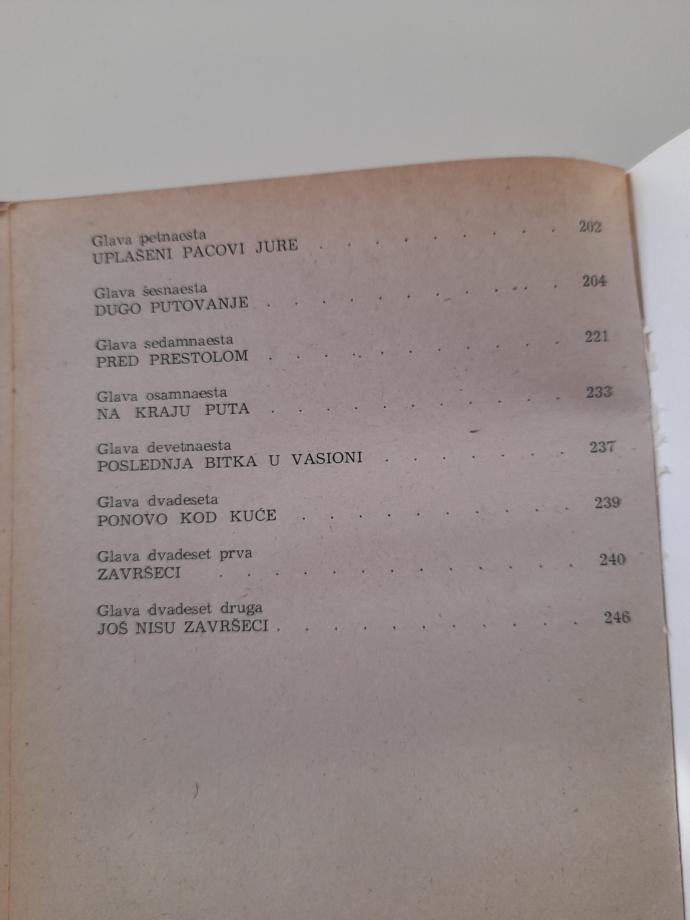 Glava petnaesta
UPLAŠENI PACOVI JURE . . . . . . . 202
Glava šesnaesta
DUGO PUTOVANJE . . . . . . . . 204
Glava sedamnaesta
PRED PRESTOLOM . . . . . . . . 221
Glava osamnaesta
NA KRAJU PUTA . . . . . . . . 233
Glava devetnaesta
POSLEDNJA BITKA U VASIONI . . . . . . 237
Glava dvadeseta
PONOVO KOD KUĆE . . . . . . . . 239
Glava dvadeset prva
ZAVRŠECI . . . . . . . . . . 240
Glava dvadeset druga
JOŠ NISU ZAVRŠECI . . . . . . . . . 246